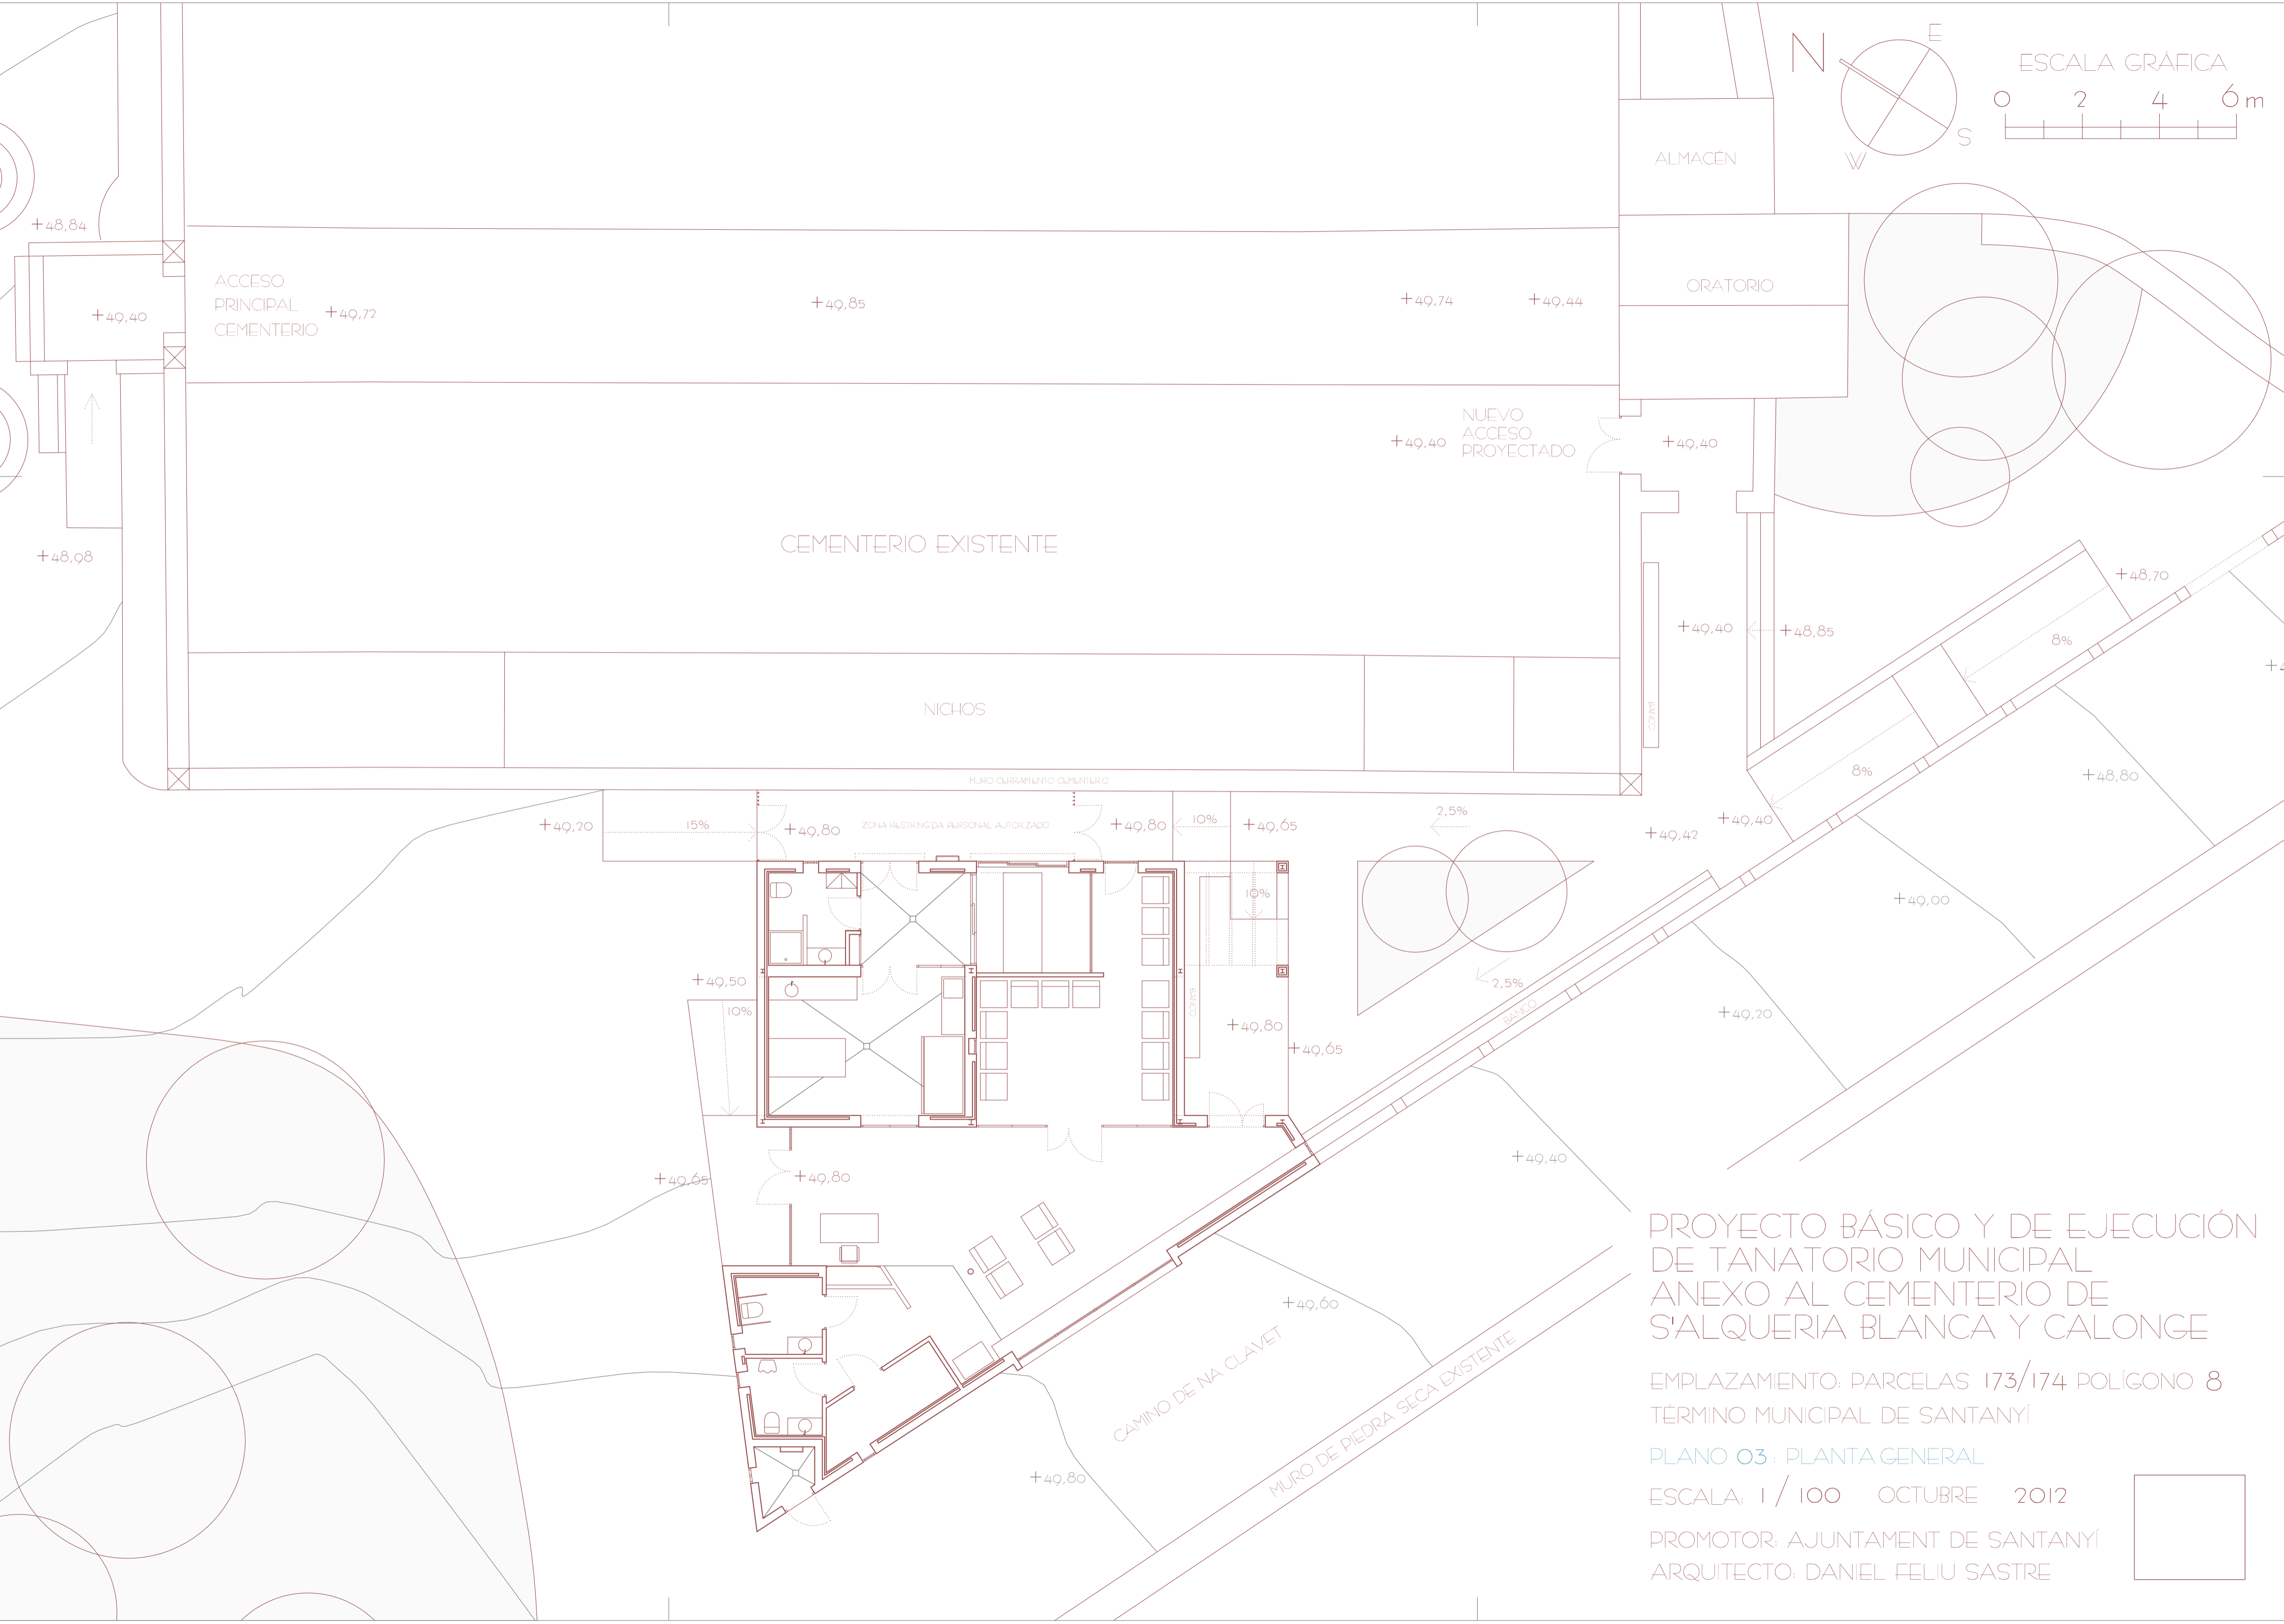 N
E
S
W
ESCALA GRÁFICA
0 2 4 6 m
ALMACÉN
+48,84
ACCESO
PRINCIPAL
CEMENTERIO
+49,40
+49,72
+49,85
+49,74
+49,44
ORATORIO
NUEVO
ACCESO
PROYECTADO
+49,40
+49,40
CEMENTERIO EXISTENTE
+48,98
+48,70
+49,40
+48,85
8%
NICHOS
BANCO
8%
+48,80
MURO CERRAMIENTO CEMENTERIO
+49,20
15%
+49,80
ZONA RESTRINGIDA PERSONAL AUTORIZADO
+49,80
10%
+49,65
2,5%
+49,42
+49,40
10%
+49,00
+49,50
2,5%
10%
BANCO
BANCO
+49,20
+49,80
+49,65
+49,65
+49,80
+49,40
+49,60
CAMINO DE NA CLAVET
MURO DE PIEDRA SECA EXISTENTE
+49,80
PROYECTO BÁSICO Y DE EJECUCIÓN
DE TANATORIO MUNICIPAL
ANEXO AL CEMENTERIO DE
S'ALQUERIA BLANCA Y CALONGE
EMPLAZAMIENTO: PARCELAS 173/174 POLÍGONO 8
TÉRMINO MUNICIPAL DE SANTANYÍ
PLANO 03 : PLANTA GENERAL
ESCALA: 1 / 100 OCTUBRE 2012
PROMOTOR: AJUNTAMENT DE SANTANYÍ
ARQUITECTO: DANIEL FELIU SASTRE